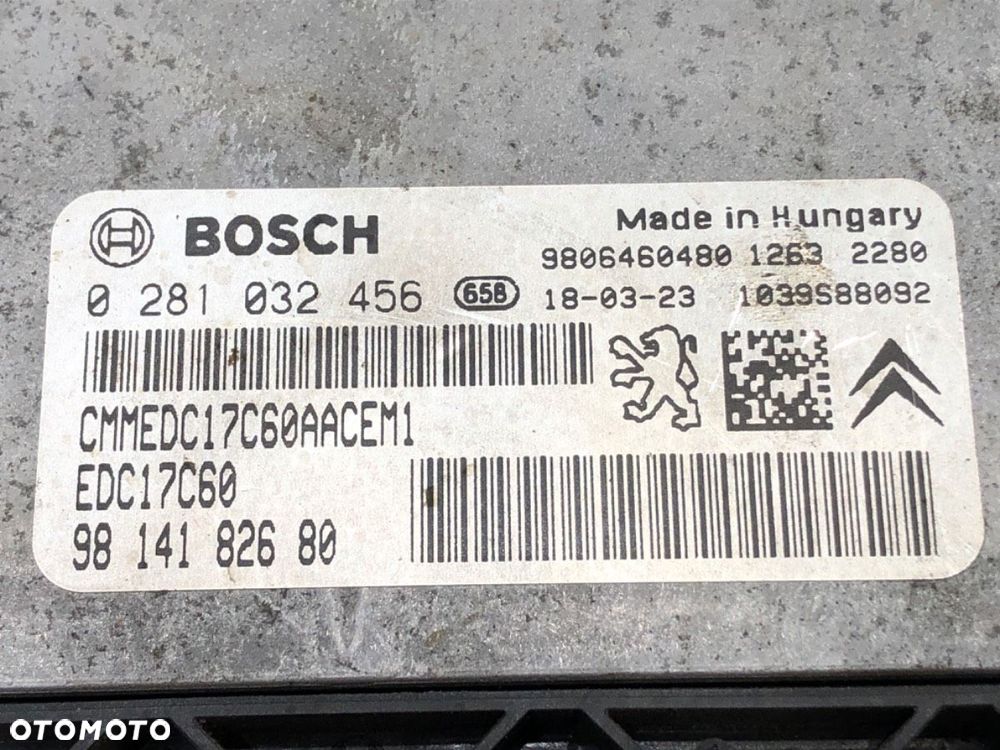 BOSCH Made in Hungary
9806460480 1263 2280
0 281 032 456 658 18-03-23 1039S88092
CMMEDC17C60AACEM1
EDC17C60
98 141 826 80
OTOMOTO